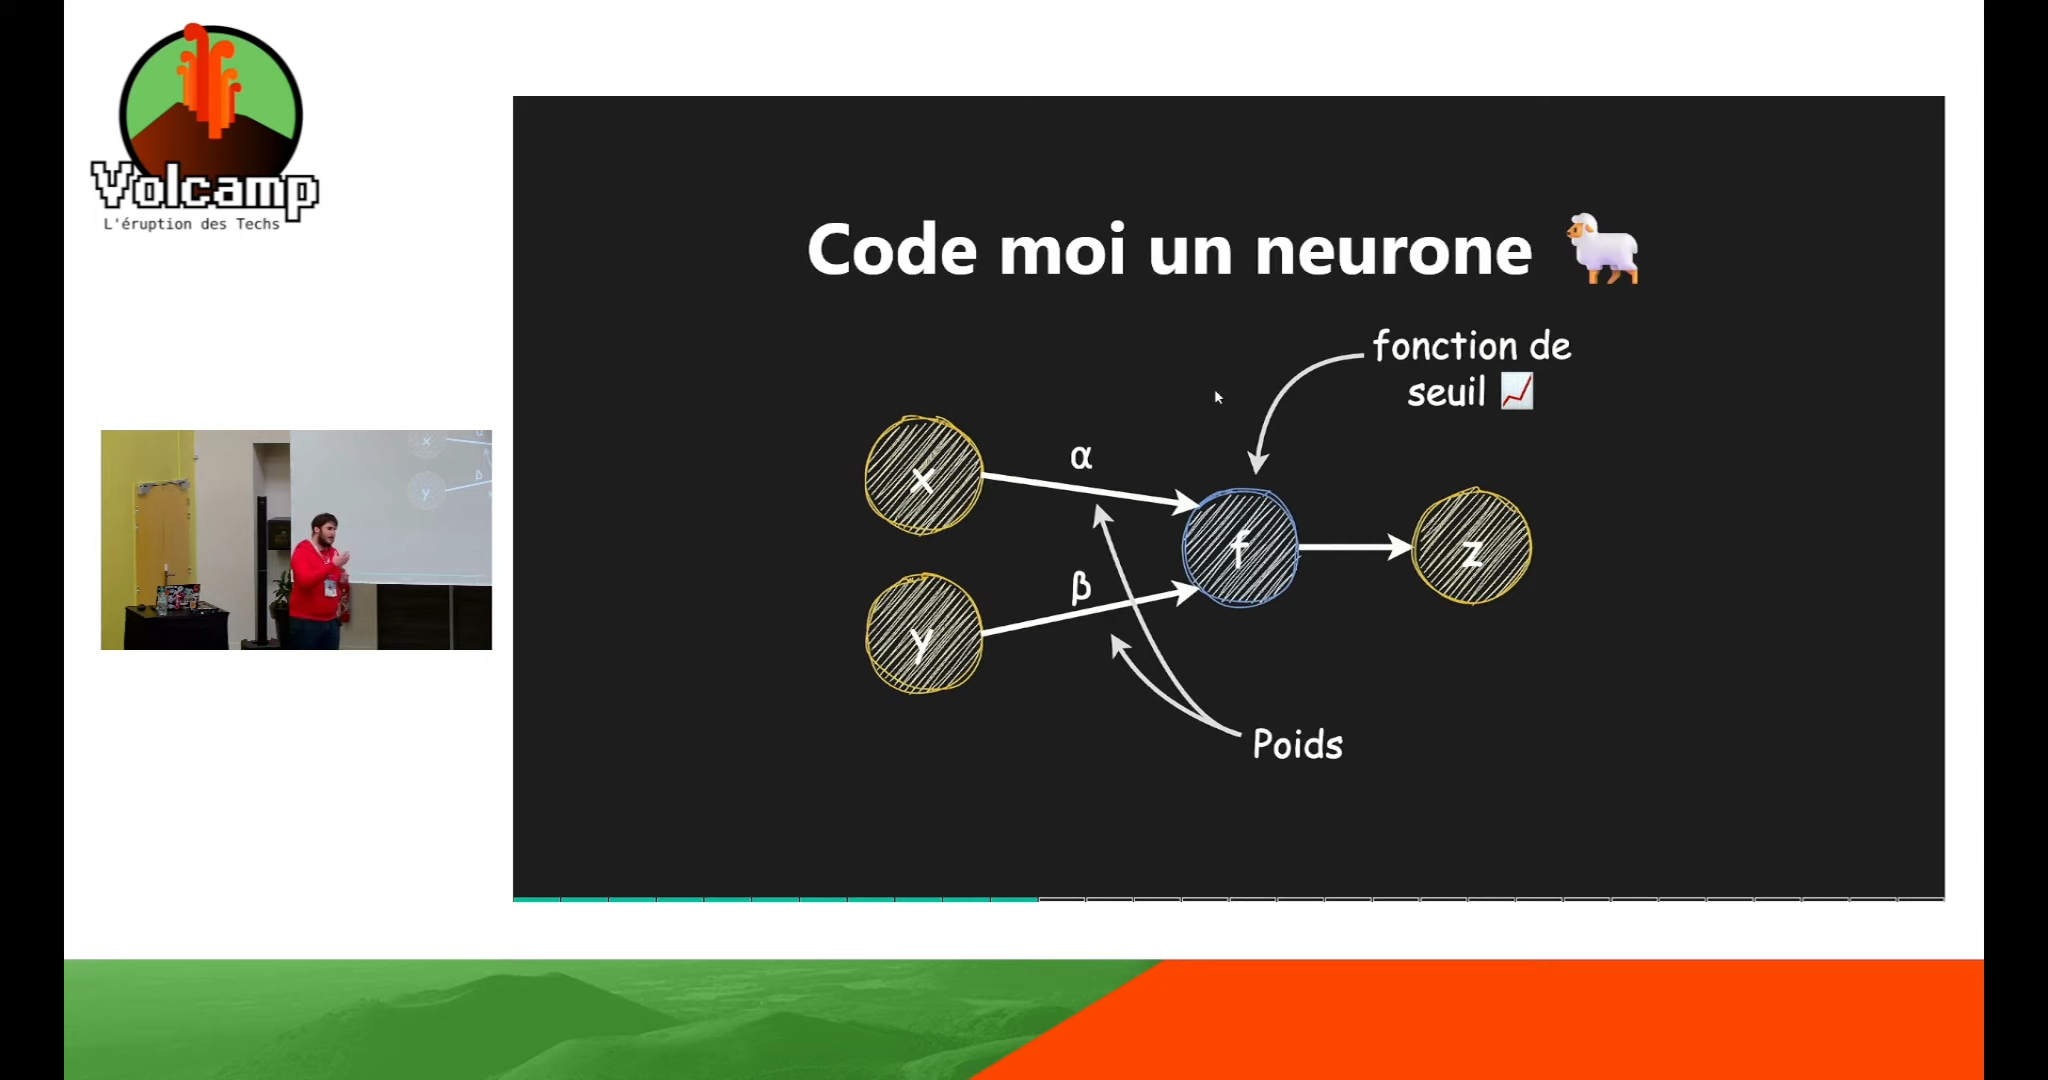 Volcamp
L'éruption des Techs
Code moi un neurone
fonction de
seuil
x
α
y
β
f
z
Poids
x
y
β